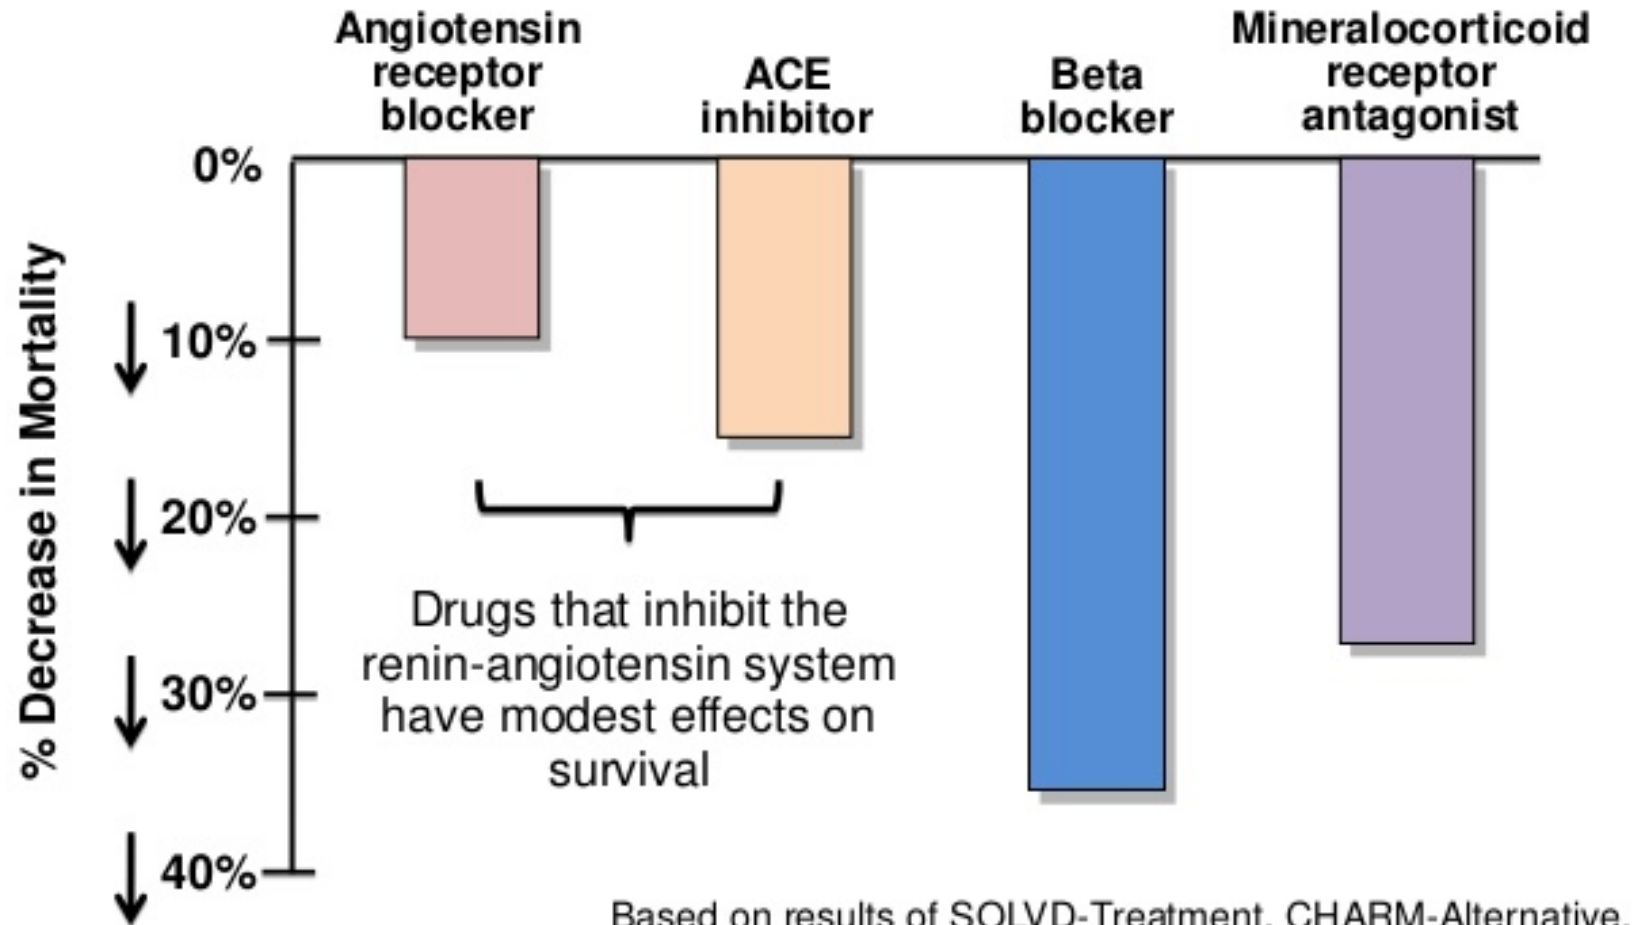 Angiotensin
receptor
blocker
ACE
inhibitor
Beta
blocker
Mineralocorticoid
receptor
antagonist
0%
10%
20%
30%
40%
% Decrease in Mortality
Drugs that inhibit the
renin-angiotensin system
have modest effects on
survival
Based on results of SOLVD-Treatment, CHARM-Alternative,